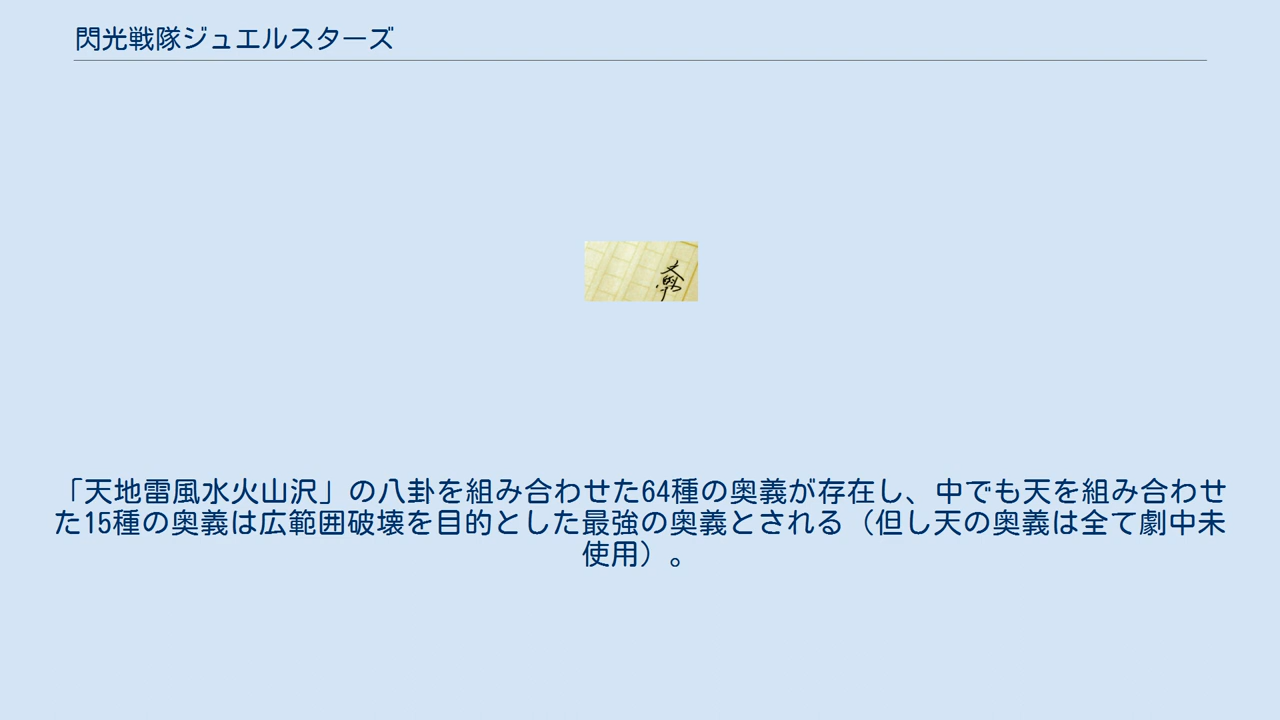 閃光戦隊ジュエルスターズ
「天地雷風水火山沢」の八卦を組み合わせた64種の奥義が存在し、中でも天を組み合わせ
た15種の奥義は広範囲破壊を目的とした最強の奥義とされる（但し天の奥義は全て劇中未
使用）。